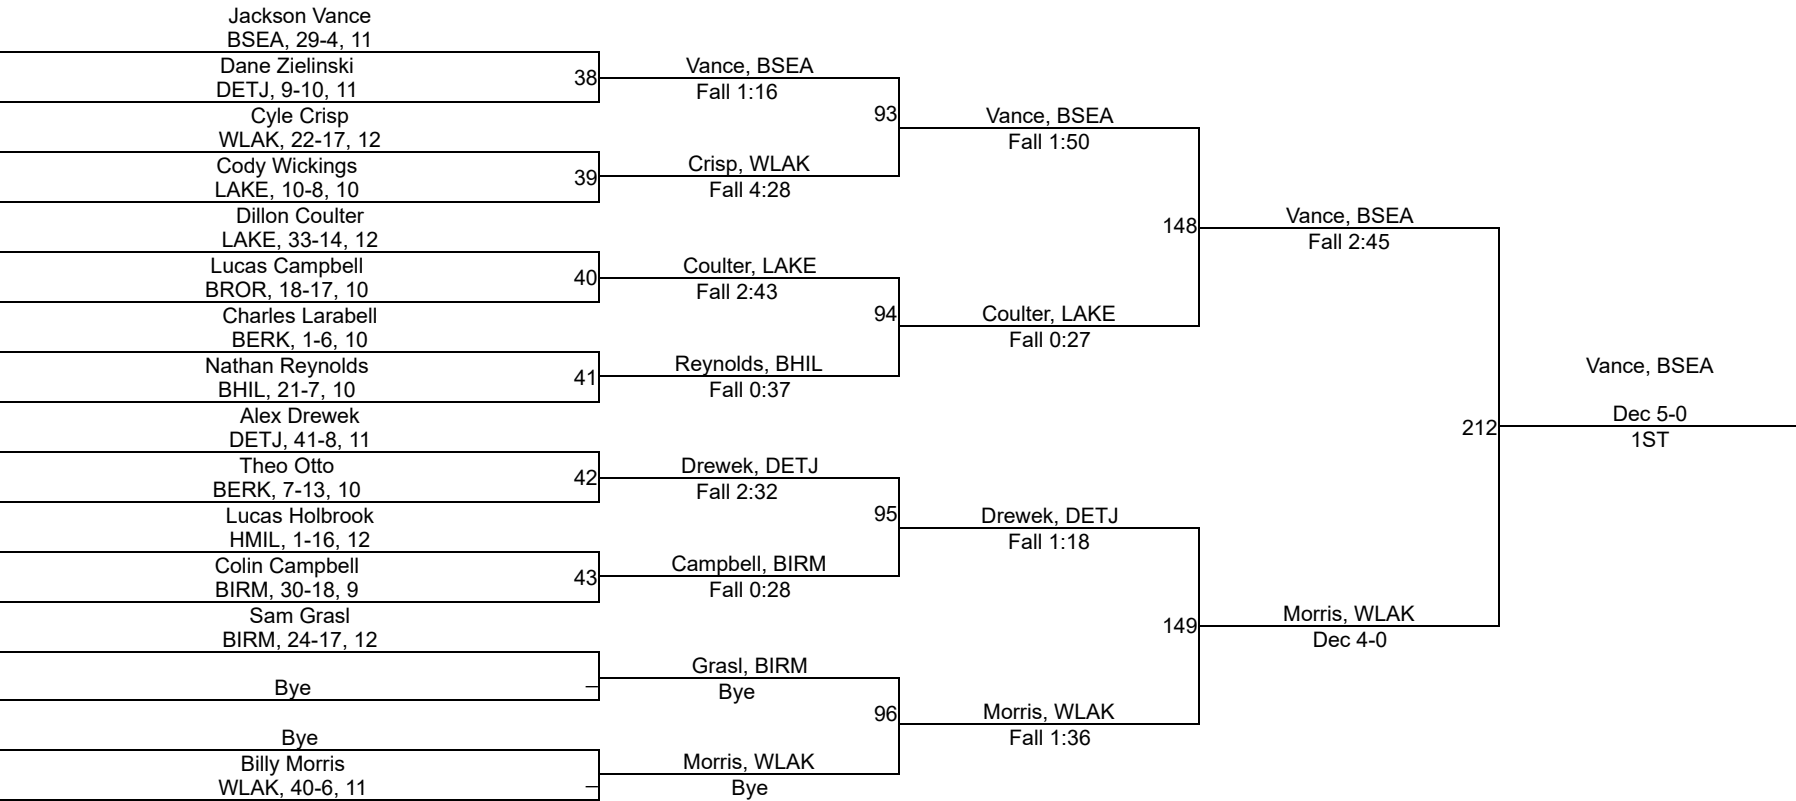 Jackson Vance
BSEA, 29-4, 11
Dane Zielinski
DETJ, 9-10, 11
38
Cyle Crisp
WLAK, 22-17, 12
Cody Wickings
LAKE, 10-8, 10
39
Dillon Coulter
LAKE, 33-14, 12
Lucas Campbell
BROR, 18-17, 10
40
Charles Larabell
BERK, 1-6, 10
Nathan Reynolds
BHIL, 21-7, 10
41
Alex Drewek
DETJ, 41-8, 11
Theo Otto
BERK, 7-13, 10
42
Lucas Holbrook
HMIL, 1-16, 12
Colin Campbell
BIRM, 30-18, 9
43
Sam Grasl
BIRM, 24-17, 12
Bye
–
Bye
Billy Morris
WLAK, 40-6, 11
–
Vance, BSEA
Fall 1:16
93
Crisp, WLAK
Fall 4:28
Coulter, LAKE
Fall 2:43
94
Reynolds, BHIL
Fall 0:37
Drewek, DETJ
Fall 2:32
95
Campbell, BIRM
Fall 0:28
Grasl, BIRM
Bye
96
Morris, WLAK
Bye
Vance, BSEA
Fall 1:50
148
Coulter, LAKE
Fall 0:27
Drewek, DETJ
Fall 1:18
149
Morris, WLAK
Fall 1:36
Vance, BSEA
Fall 2:45
212
Morris, WLAK
Dec 4-0
Vance, BSEA
Dec 5-0
1ST